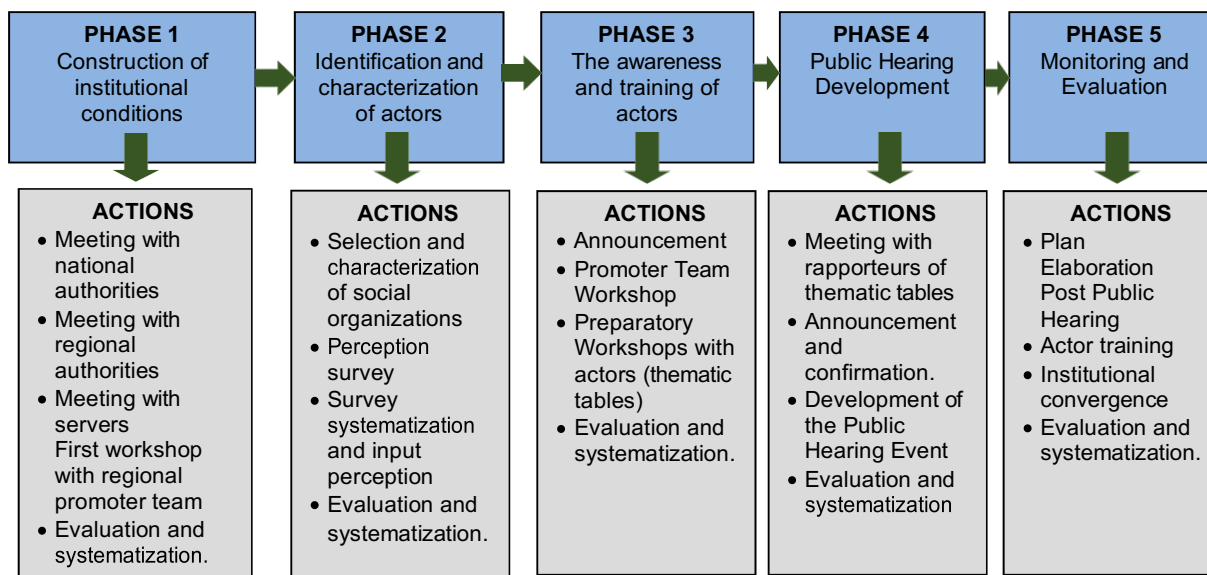 PHASE 1
Construction of
institutional
conditions
PHASE 2
Identification and
characterization
of actors
PHASE 3
The awareness
and training of
actors
PHASE 4
Public Hearing
Development
PHASE 5
Monitoring and
Evaluation
ACTIONS
• Meeting with
national
authorities
• Meeting with
regional
authorities
• Meeting with
servers
First workshop
with regional
promoter team
• Evaluation and
systematization.
ACTIONS
• Selection and
characterization
of social
organizations
• Perception
survey
• Survey
systematization
and input
perception
• Evaluation and
systematization.
ACTIONS
• Announcement
• Promoter Team
Workshop
• Preparatory
Workshops with
actors (thematic
tables)
• Evaluation and
systematization.
ACTIONS
• Meeting with
rapporteurs of
thematic tables
• Announcement
and
confirmation.
• Development of
the Public
Hearing Event
• Evaluation and
systematization
ACTIONS
• Plan
Elaboration
Post Public
Hearing
• Actor training
• Institutional
convergence
• Evaluation and
systematization.